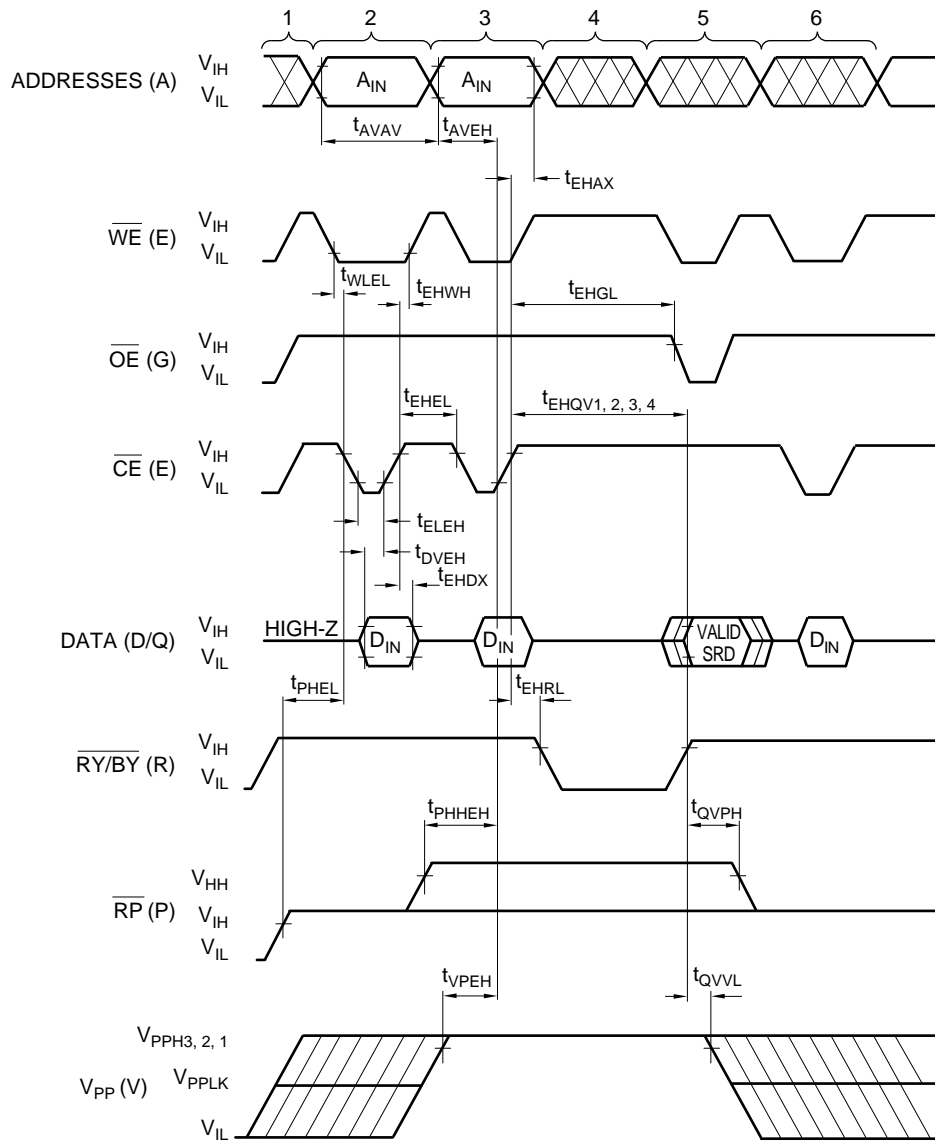 1 2 3 4 5 6
ADDRESSES (A)
VIH
VIL
AIN
AIN
tAVAV
tAVEH
tEHAX
WE (E)
VIH
VIL
tWLEL
tEHWH
tEHGL
OE (G)
VIH
VIL
tEHEL
tEHQV1, 2, 3, 4
CE (E)
VIH
VIL
tELEH
tDVEH
tEHDX
DATA (D/Q)
VIH
VIL
HIGH-Z
DIN
DIN
VALID
SRD
DIN
tPHEL
tEHRL
RY/BY (R)
VIH
VIL
tPHHEH
tQVPH
RP (P)
VHH
VIH
VIL
tVPEH
tQVVL
VPP (V)
VPPH3, 2, 1
VPPLK
VIL